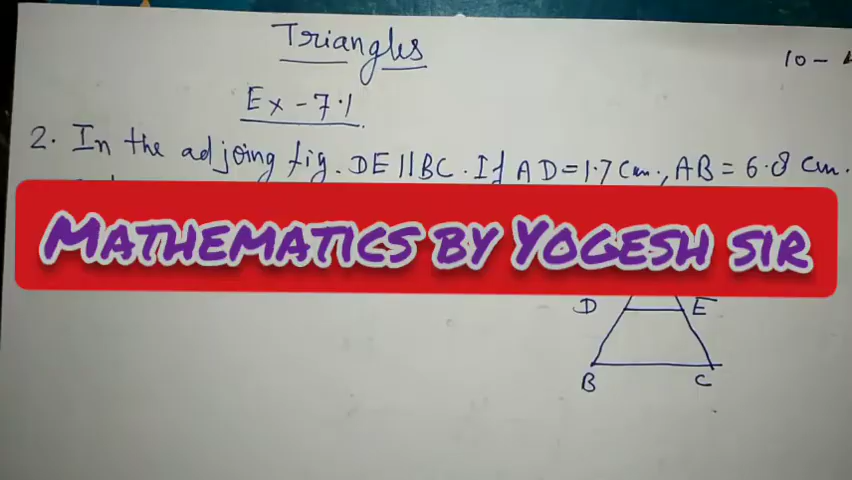 Triangles
10-
Ex-7.1
2. In the adjoing fig. DE||BC. If AD=1.7 cm., AB = 6.8 cm.
MATHEMATICS BY YOGESH SIR
D E
B C